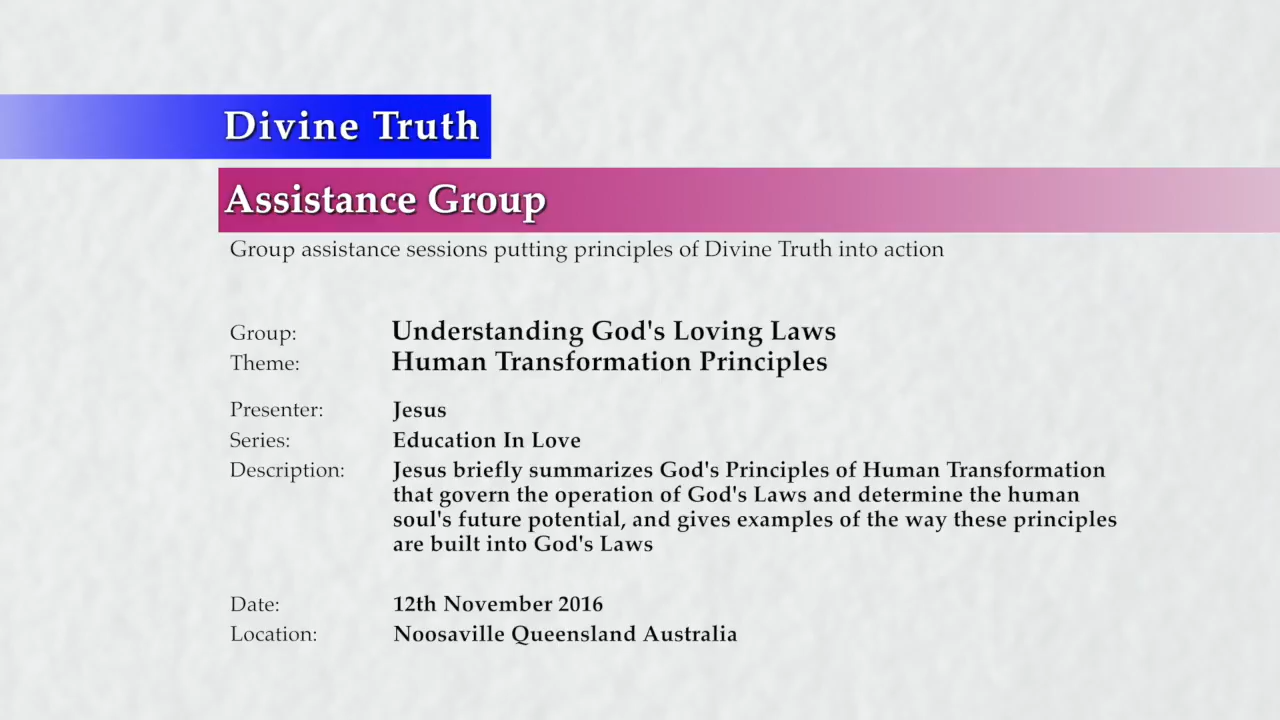 Divine Truth
Assistance Group
Group assistance sessions putting principles of Divine Truth into action
Group: Understanding God's Loving Laws
Theme: Human Transformation Principles
Presenter: Jesus
Series: Education In Love
Description: Jesus briefly summarizes God's Principles of Human Transformation
that govern the operation of God's Laws and determine the human
soul's future potential, and gives examples of the way these principles
are built into God's Laws
Date: 12th November 2016
Location: Noosaville Queensland Australia